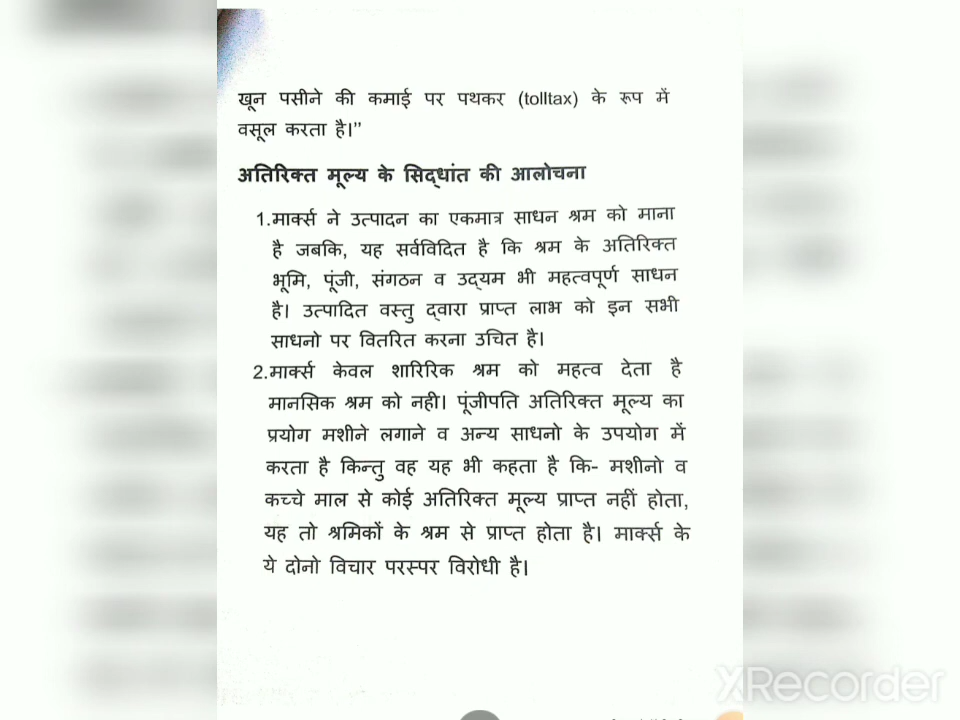 खून पसीने की कमाई पर पथकर (tolltax) के रूप में
वसूल करता है।”
अतिरिक्त मूल्य के सिद्धांत की आलोचना
1.मार्क्स ने उत्पादन का एकमात्र साधन श्रम को माना
है जबकि, यह सर्वविदित है कि श्रम के अतिरिक्त
भूमि, पूंजी, संगठन व उद्यम भी महत्वपूर्ण साधन
है। उत्पादित वस्तु द्वारा प्राप्त लाभ को इन सभी
साधनो पर वितरित करना उचित है।
2.मार्क्स केवल शारिरिक श्रम को महत्व देता है
मानसिक श्रम को नही। पूंजीपति अतिरिक्त मूल्य का
प्रयोग मशीने लगाने व अन्य साधनो के उपयोग में
करता है किन्तु वह यह भी कहता है कि- मशीनो व
कच्चे माल से कोई अतिरिक्त मूल्य प्राप्त नहीं होता,
यह तो श्रमिकों के श्रम से प्राप्त होता है। मार्क्स के
ये दोनो विचार परस्पर विरोधी है।
XRecorder